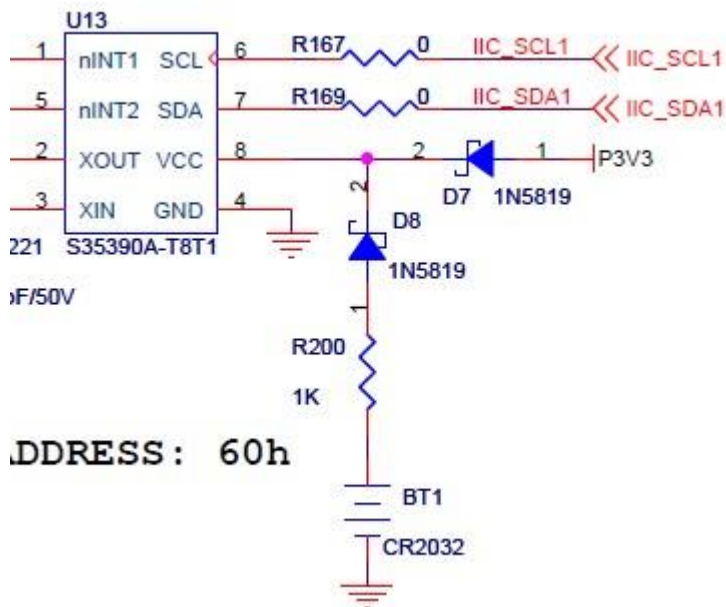 U13
1 nINT1 SCL 6 R167 0 IIC_SCL1 IIC_SCL1
5 nINT2 SDA 7 R169 0 IIC_SDA1 IIC_SDA1
2 XOUT VCC 8 2 1 P3V3
D7 1N5819
3 XIN GND 4
2
D8
221 S35390A-T8T1
1N5819
pF/50V
1
R200
1K
ADDRESS: 60h
BT1
CR2032